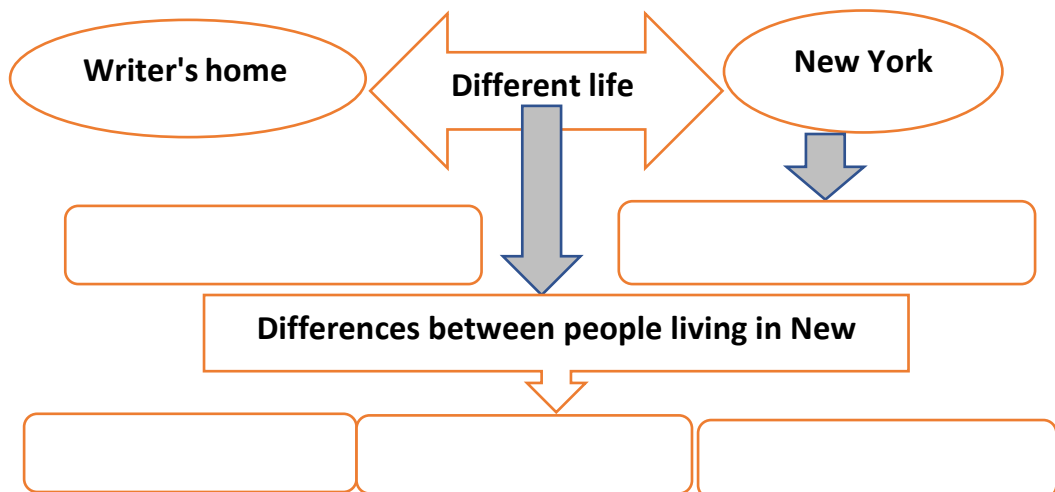 Writer's home
Different life
New York
Differences between people living in New